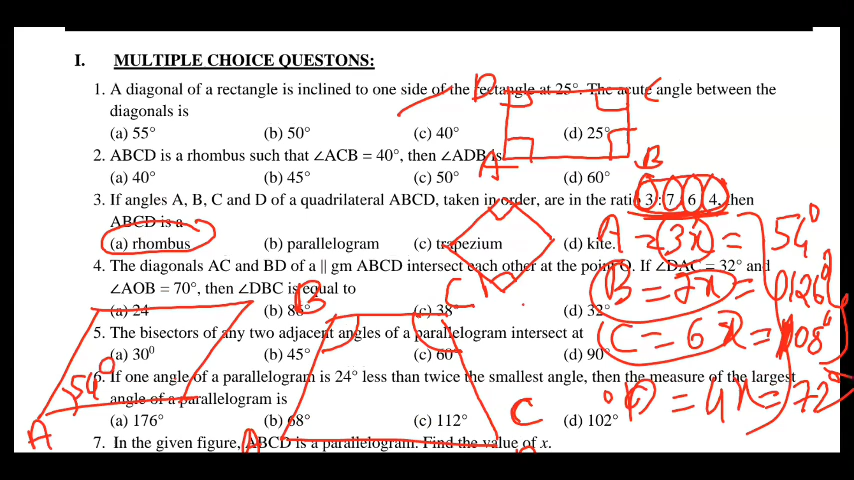 I. MULTIPLE CHOICE QUESTONS:
1. A diagonal of a rectangle is inclined to one side of the rectangle at 25°. The acute angle between the
diagonals is
(a) 55° (b) 50° (c) 40° (d) 25°
2. ABCD is a rhombus such that ∠ACB = 40°, then ∠ADB is
(a) 40° (b) 45° (c) 50° (d) 60°
3. If angles A, B, C and D of a quadrilateral ABCD, taken in order, are in the ratio 3:7:6:4, then
ABCD is a
(a) rhombus (b) parallelogram (c) trapezium (d) kite.
4. The diagonals AC and BD of a || gm ABCD intersect each other at the point O. If ∠DAC = 32° and
∠AOB = 70°, then ∠DBC is equal to
(a) 24 (b) 86° (c) 38 (d) 32
5. The bisectors of any two adjacent angles of a parallelogram intersect at
(a) 30⁰ (b) 45° (c) 60 (d) 90
6. If one angle of a parallelogram is 24° less than twice the smallest angle, then the measure of the largest
angle of a parallelogram is
(a) 176° (b) 68° (c) 112° (d) 102°
7. In the given figure, ABCD is a parallelogram. Find the value of x.
D C
A B
A = 3x = 54°
B = 7x = 126°
C = 6x = 108°
= 4x = 72°
B C
54°
A A C